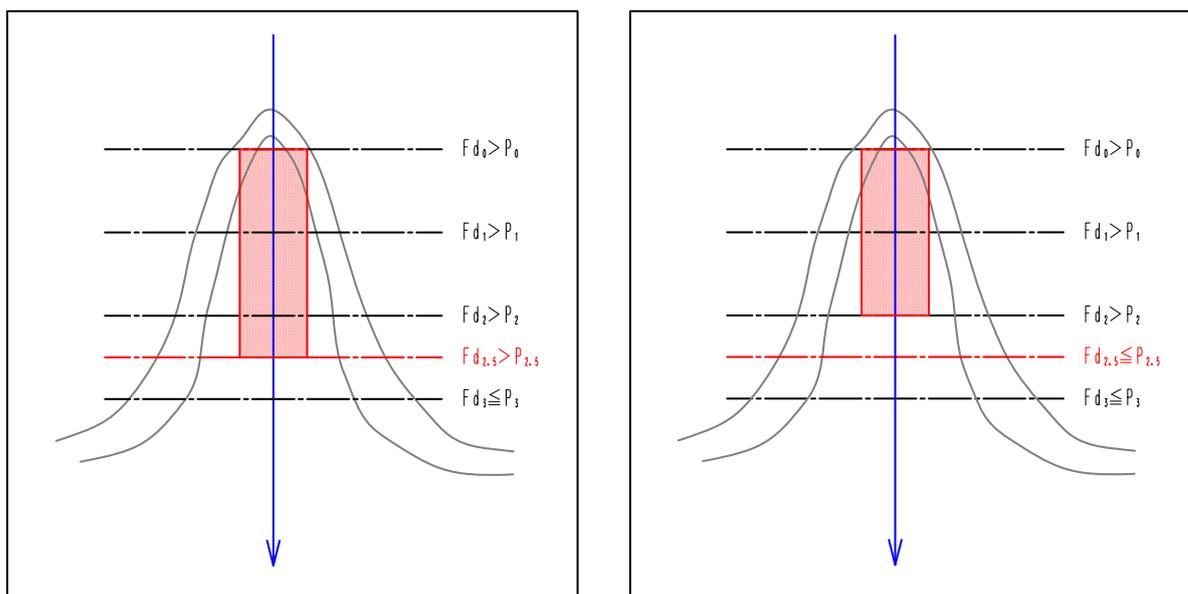 Fd₀>P₀
Fd₁>P₁
Fd₂>P₂
Fd₂.₅>P₂.₅
Fd₃≦P₃
Fd₀>P₀
Fd₁>P₁
Fd₂>P₂
Fd₂.₅≦P₂.₅
Fd₃≦P₃